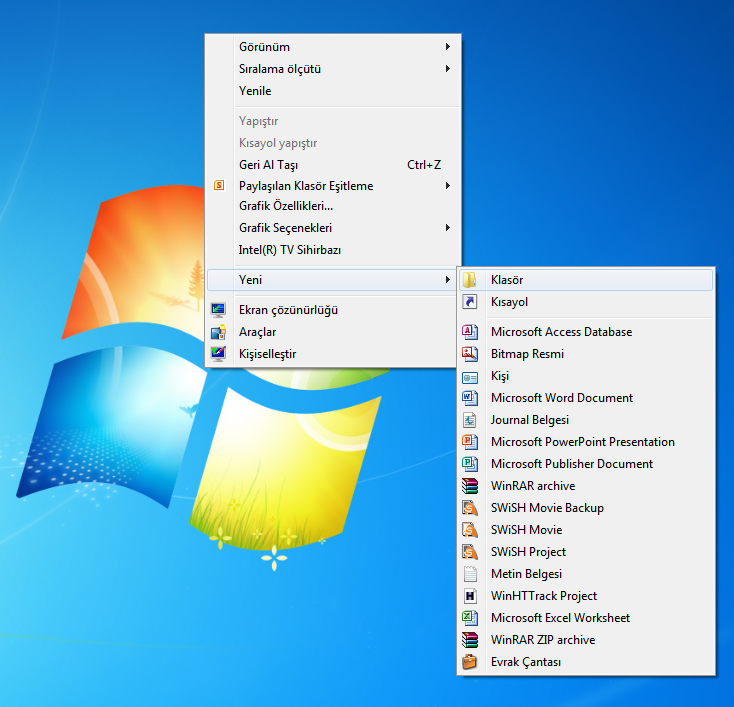 Görünüm
Sıralama ölçütü
Yenile
Yapıştır
Kısayol yapıştır
Geri Al Taşı Ctrl+Z
Paylaşılan Klasör Eşitleme
Grafik Özellikleri...
Grafik Seçenekleri
Intel(R) TV Sihirbazı
Yeni
Ekran çözünürlüğü
Araçlar
Kişiselleştir
Klasör
Kısayol
Microsoft Access Database
Bitmap Resmi
Kişi
Microsoft Word Document
Journal Belgesi
Microsoft PowerPoint Presentation
Microsoft Publisher Document
WinRAR archive
SWiSH Movie Backup
SWiSH Movie
SWiSH Project
Metin Belgesi
WinHTTrack Project
Microsoft Excel Worksheet
WinRAR ZIP archive
Evrak Çantası